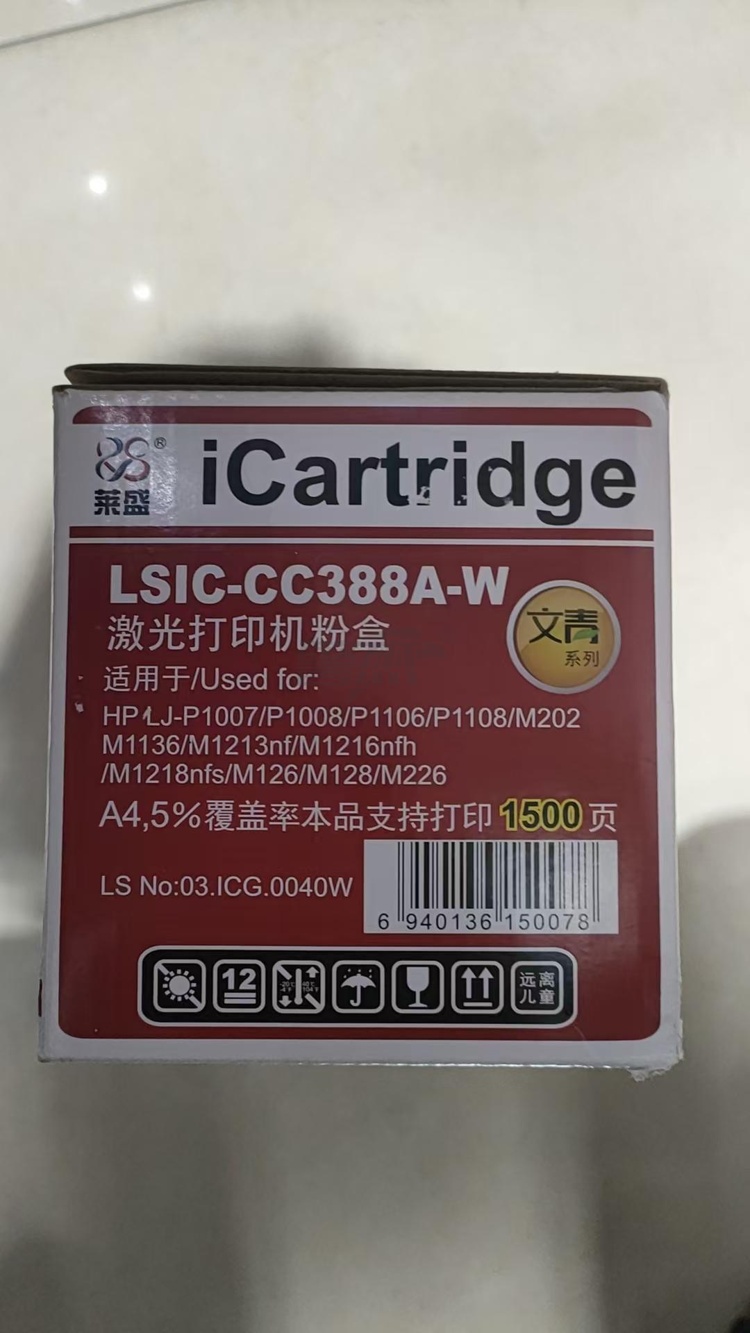 莱盛®
iCartridge
LSIC-CC388A-W
激光打印机粉盒
文青
系列
适用于/Used for:
HP LJ-P1007/P1008/P1106/P1108/M202
M1136/M1213nf/M1216nfh
/M1218nfs/M126/M128/M226
A4,5%覆盖率本品支持打印1500页
LS No:03.ICG.0040W
6 940136 150078
12
远离
儿童